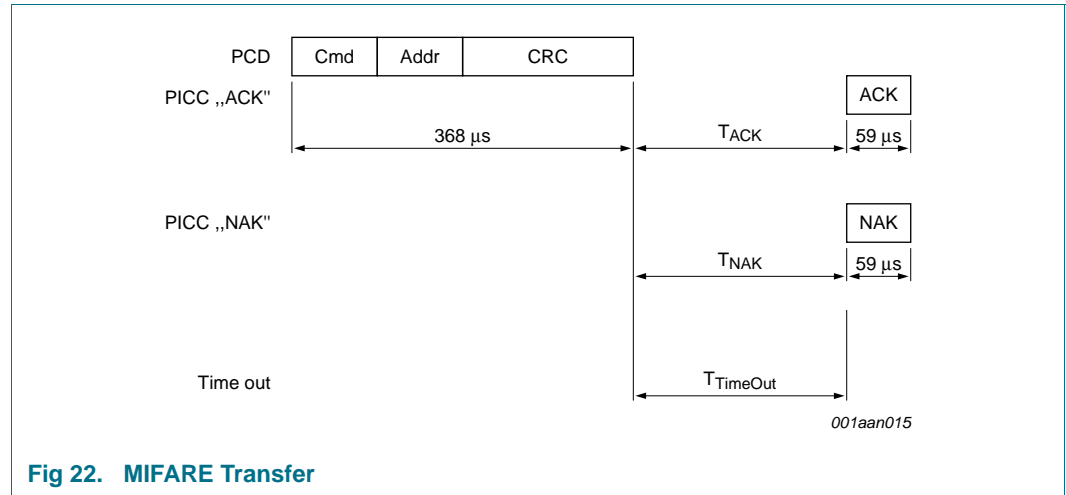 PCD Cmd Addr CRC
PICC ,,ACK" ACK
368 µs TACK 59 µs
PICC ,,NAK" NAK
TNAK 59 µs
Time out TTimeOut
001aan015
Fig 22. MIFARE Transfer